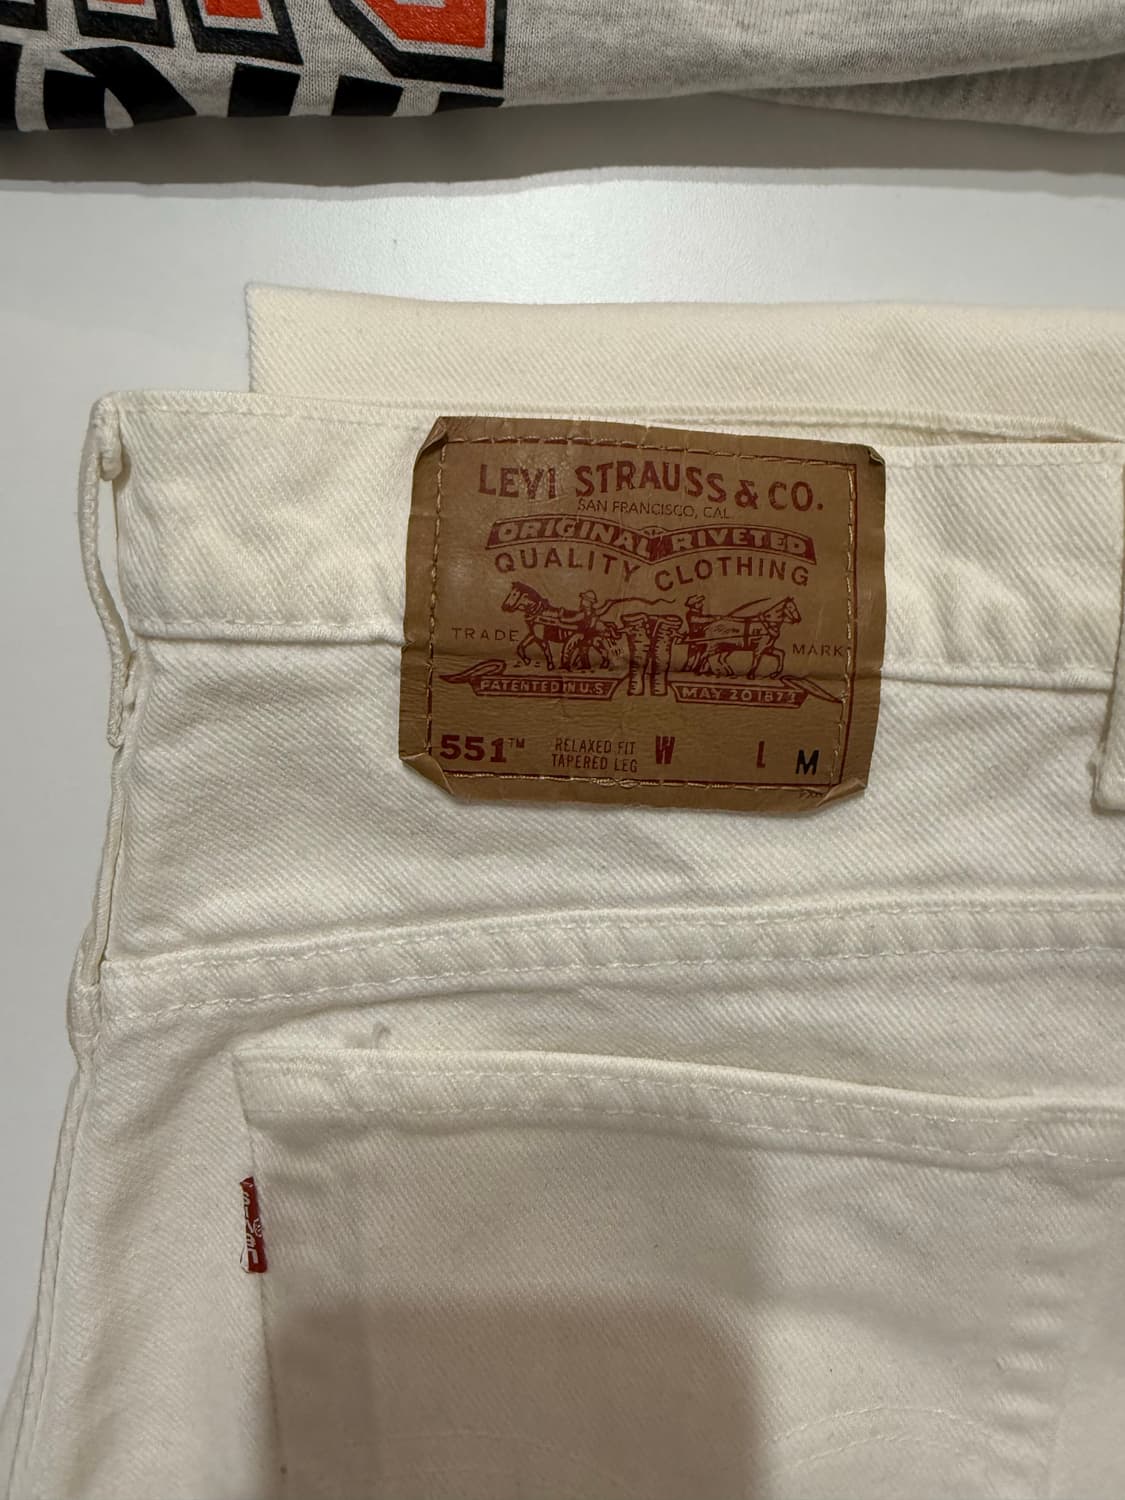 LEVI STRAUSS & CO.
SAN FRANCISCO, CAL.
ORIGINAL RIVETED
QUALITY CLOTHING
TRADE MARK
PATENTED IN U.S. MAY 20 1873
551™ RELAXED FIT W L M
TAPERED LEG
LEVI'S